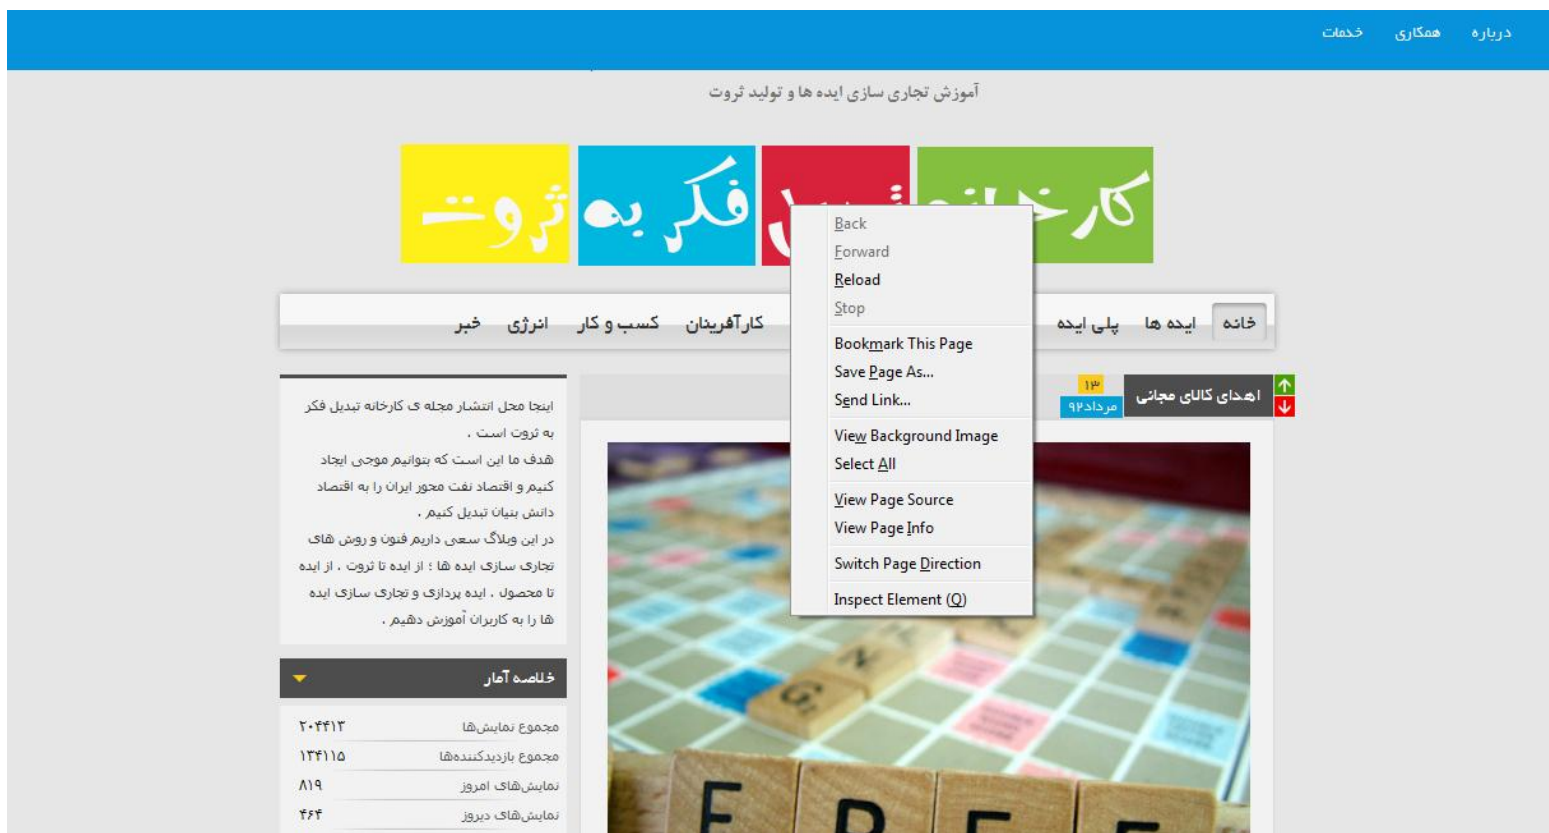 درباره همکاری خدمات
آموزش تجاری سازی ایده ها و تولید ثروت
کارخانه تبدیل فکر به ثروت
خانه ایده ها پلی ایده کارآفرینان کسب و کار انرژی خبر
Back
Forward
Reload
Stop
Bookmark This Page
Save Page As...
Send Link...
View Background Image
Select All
View Page Source
View Page Info
Switch Page Direction
Inspect Element (Q)
اهدای کالای مجانی
۱۳
مرداد۹۲
اینجا محل انتشار مجله ی کارخانه تبدیل فکر
به ثروت است .
هدف ما این است که بتوانیم موجی ایجاد
کنیم و اقتصاد نفت محور ایران را به اقتصاد
دانش بنیان تبدیل کنیم .
در این وبلاگ سعی داریم فنون و روش های
تجاری سازی ایده ها ؛ از ایده تا ثروت ، از ایده
تا محصول ، ایده پردازی و تجاری سازی ایده
ها را به کاربران آموزش دهیم .
خلاصه آمار
مجموع نمایش‌ها ۲۰۴۴۱۳
مجموع بازدیدکننده‌ها ۱۳۴۱۱۵
نمایش‌های امروز ۸۱۹
نمایش‌های دیروز ۴۶۴
N
G
F R E E